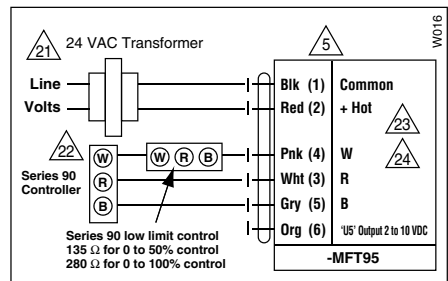 21 24 VAC Transformer
5
W016
Line
Volts
Blk (1) Common
Red (2) + Hot
23
22
24
W W R B Pnk (4) W
Series 90
Controller
R Wht (3) R
B Gry (5) B
Org (6) 'U5' Output 2 to 10 VDC
Series 90 low limit control
135 Ω for 0 to 50% control
280 Ω for 0 to 100% control
-MFT95